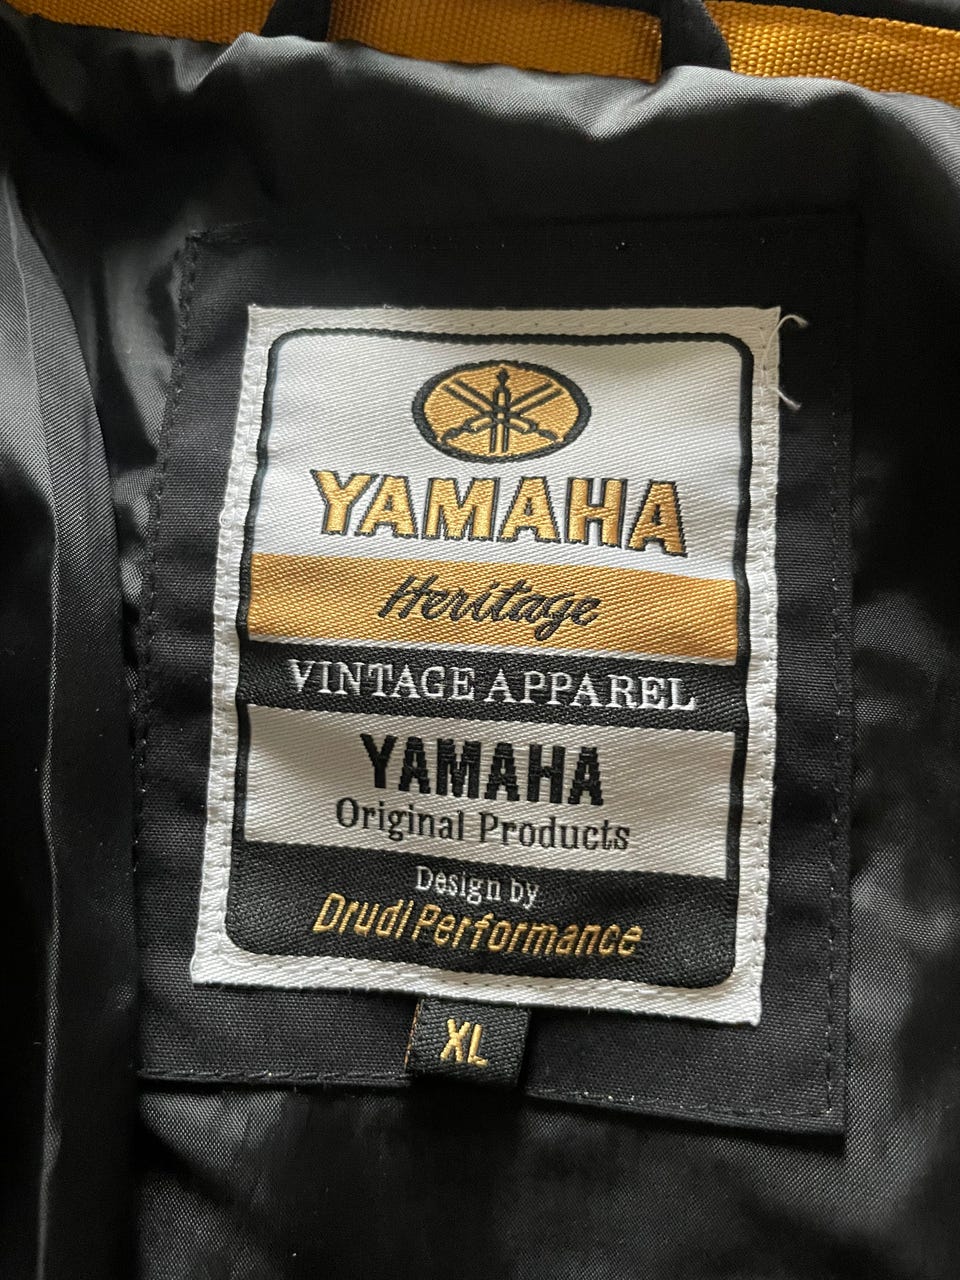 YAMAHA
Heritage
VINTAGE APPAREL
YAMAHA
Original Products
Design by
Drudi Performance
XL